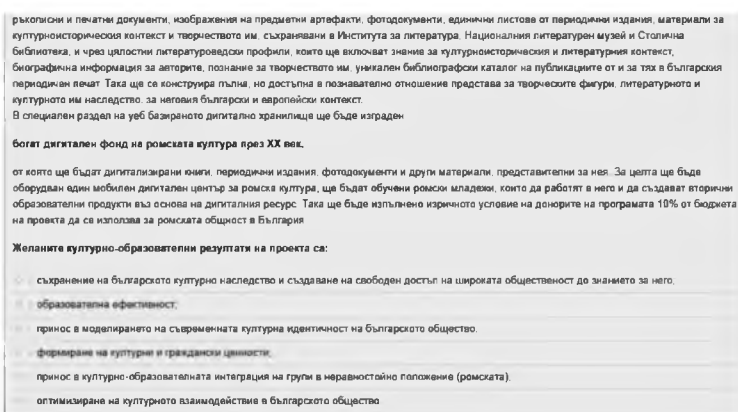 ръкописни и печатни документи, изображения на предметни артефакти, фотодокументи, единични листове от периодични издания, материали за
културноисторическия контекст и творчеството им, съхранявани в Института за литература, Националния литературен музей и Столична
библиотека, и чрез цялостни литературоведски профили, които ще включват знание за културноисторическия и литературния контекст,
биографична информация за авторите, познание за творчеството им, уникален библиографски каталог на публикациите от и за тях в българския
периодичен печат. Така ще се конструира пълна, но достъпна в познавателно отношение представа за творческите фигури, литературното и
културното им наследство, за неговия български и европейски контекст.
В специален раздел на уеб базираното дигитално хранилище ще бъде изграден
богат дигитален фонд на ромската култура през ХХ век,
от която ще бъдат дигитализирани книги, периодични издания, фотодокументи и други материали, представителни за нея. За целта ще бъде
оборудван един мобилен дигитален център за ромска култура, ще бъдат обучени ромски младежи, които да работят в него и да създават вторични
образователни продукти въз основа на дигиталния ресурс. Така ще бъде изпълнено изричното условие на донорите на програмата 10% от бюджета
на проекта да се използва за ромската общност в България
Желаните културно-образователни резултати на проекта са:
съхранение на българското културно наследство и създаване на свободен достъп на широката общественост до знанието за него;
образователна ефективност;
принос в моделирането на съвременната културна идентичност на българското общество;
формиране на културни и граждански ценности;
принос в културно-образователната интеграция на групи в неравностойно положение (ромската);
оптимизиране на културното взаимодействие в българското общество